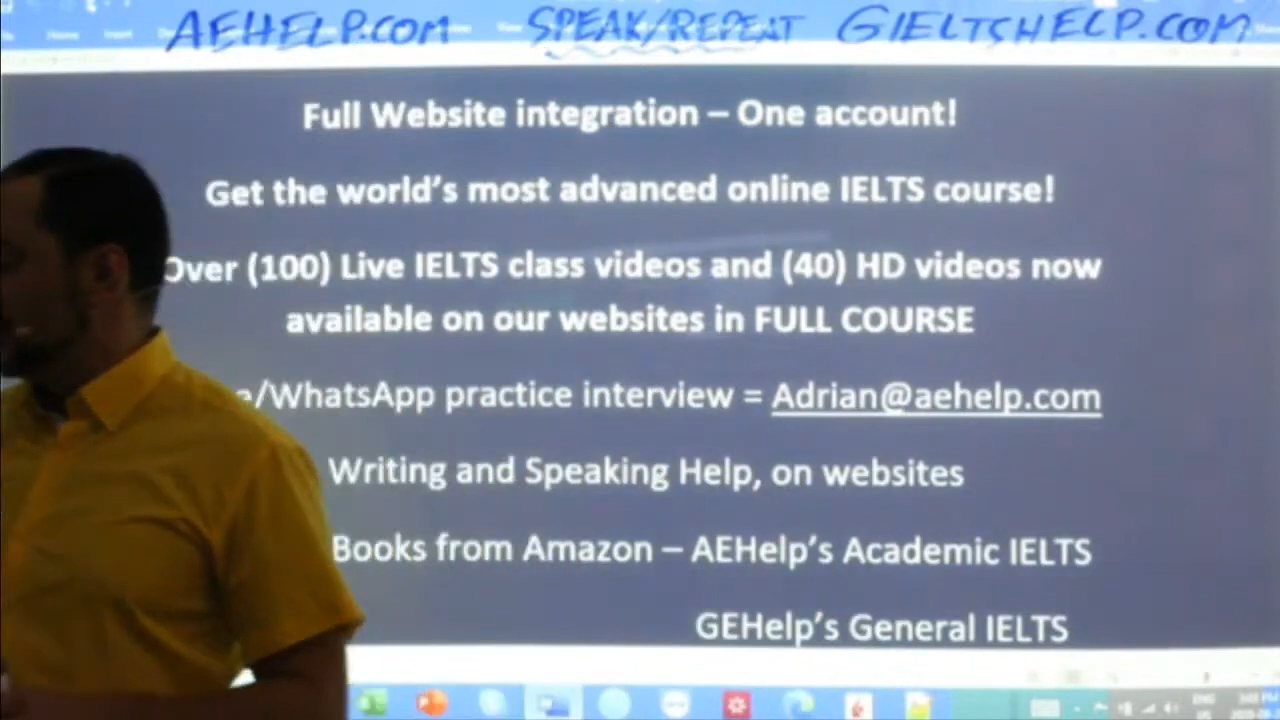 AEHELP.COM SPEAK/REPEAT GIELTSHELP.COM
Full Website integration – One account!
Get the world's most advanced online IELTS course!
Over (100) Live IELTS class videos and (40) HD videos now
available on our websites in FULL COURSE
/WhatsApp practice interview = Adrian@aehelp.com
Writing and Speaking Help, on websites
Books from Amazon – AEHelp's Academic IELTS
GEHelp's General IELTS